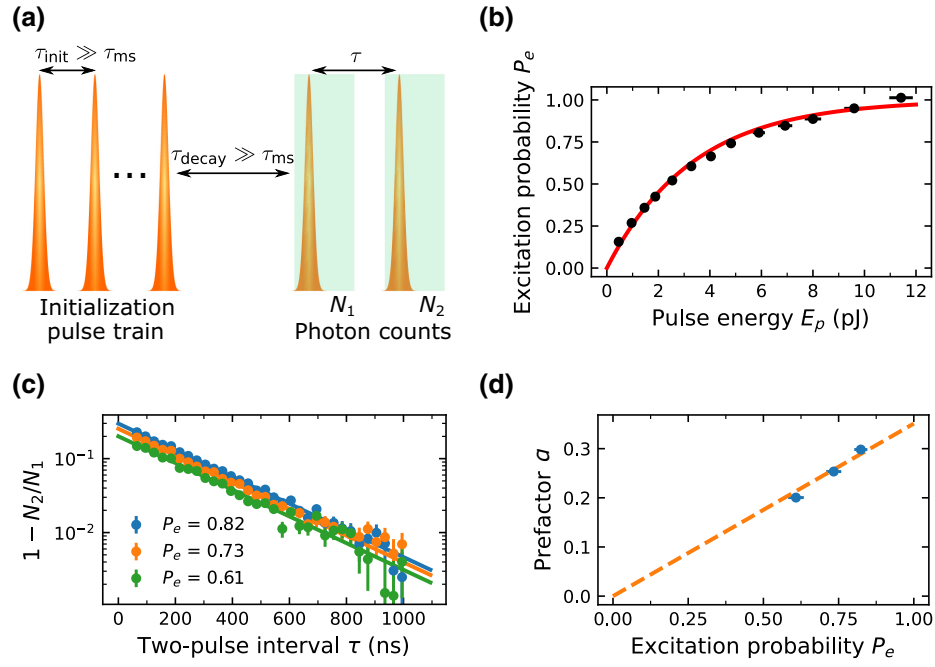 (a)
τinit ≫ τms
τ
τdecay ≫ τms
...
Initialization
pulse train
N1
N2
Photon counts
(b)
Excitation probability Pe
1.00
0.75
0.50
0.25
0.00
0 2 4 6 8 10 12
Pulse energy Ep (pJ)
(c)
1 − N2/N1
10−1
10−2
Pe = 0.82
Pe = 0.73
Pe = 0.61
0 200 400 600 800 1000
Two-pulse interval τ (ns)
(d)
Prefactor a
0.3
0.2
0.1
0.0
0.00 0.25 0.50 0.75 1.00
Excitation probability Pe